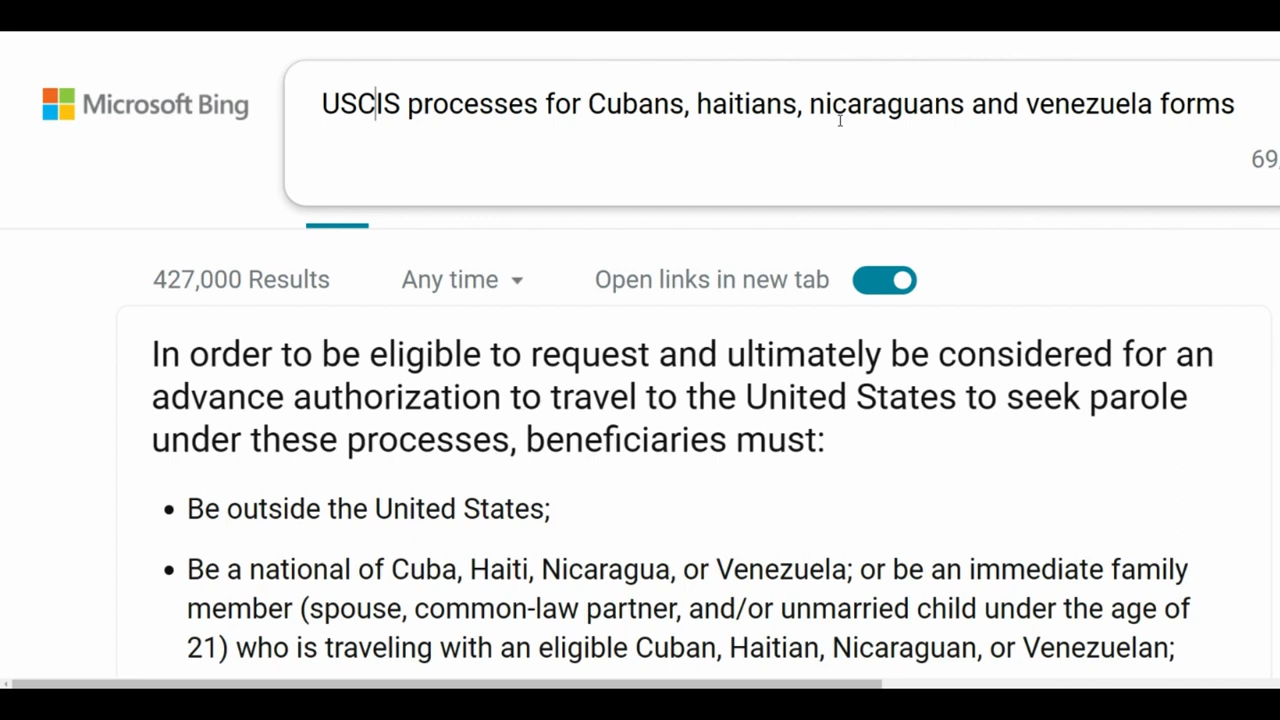 Microsoft Bing
USCIS processes for Cubans, haitians, nicaraguans and venezuela forms
69
427,000 Results Any time Open links in new tab
In order to be eligible to request and ultimately be considered for an
advance authorization to travel to the United States to seek parole
under these processes, beneficiaries must:
• Be outside the United States;
• Be a national of Cuba, Haiti, Nicaragua, or Venezuela; or be an immediate family
member (spouse, common-law partner, and/or unmarried child under the age of
21) who is traveling with an eligible Cuban, Haitian, Nicaraguan, or Venezuelan;